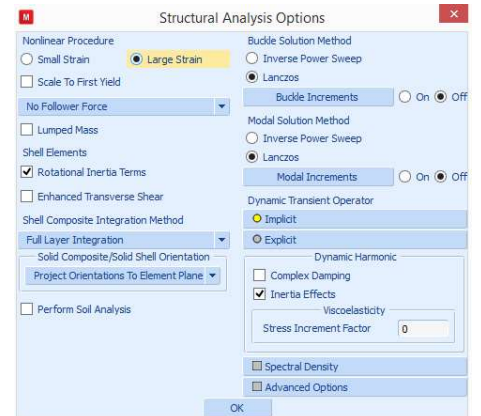 M Structural Analysis Options
Nonlinear Procedure
Small Strain Large Strain
Scale To First Yield
No Follower Force
Lumped Mass
Shell Elements
Rotational Inertia Terms
Enhanced Transverse Shear
Shell Composite Integration Method
Full Layer Integration
Solid Composite/Solid Shell Orientation
Project Orientations To Element Plane
Perform Soil Analysis
Buckle Solution Method
Inverse Power Sweep
Lanczos
Buckle Increments On Off
Modal Solution Method
Inverse Power Sweep
Lanczos
Modal Increments On Off
Dynamic Transient Operator
Implicit
Explicit
Dynamic Harmonic
Complex Damping
Inertia Effects
Viscoelasticity
Stress Increment Factor 0
Spectral Density
Advanced Options
OK